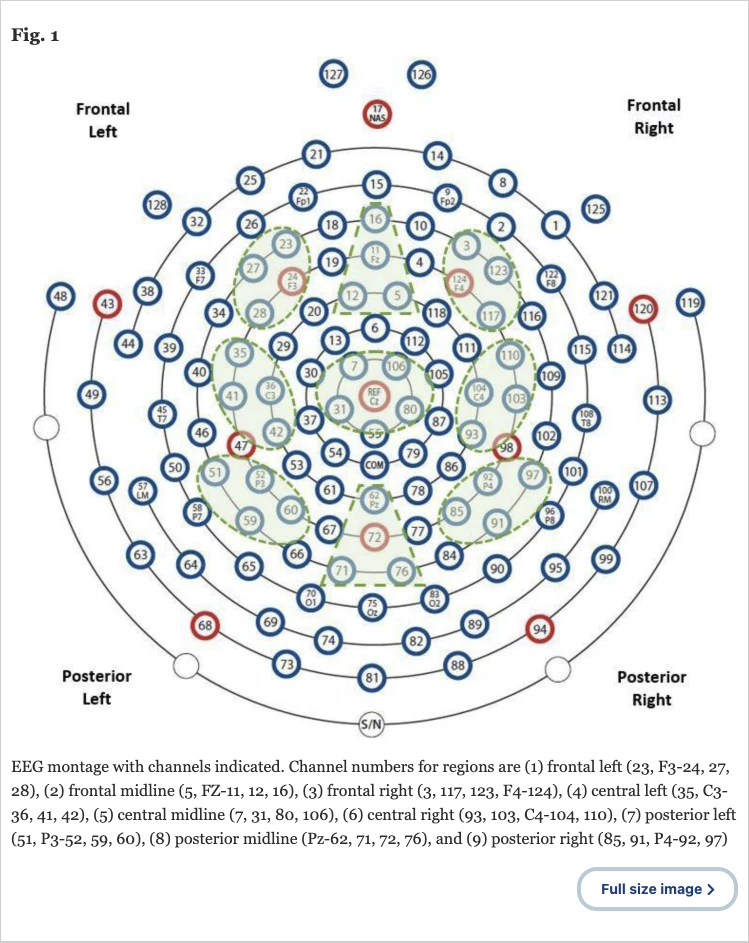 Fig. 1
127 126
17
NAS
Frontal
Left
Frontal
Right
21 14
25 15 8
22
Fp1
9
Fp2
128 32 26 18 16 10 2 1 125
23 3
33
F7
27 19 11
Fz
4 123 122
F8
24
F3
124
F4
48 43 38 12 5 121 120 119
34 28 20 118 117 116
44 39 35 29 13 6 112 111 110 115 114
40 30 7 106 105 109
49 41 36
C3
31 REF
Cz
80 104
C4
103 113
45
T7
37 87 108
T8
46 42 55 93 102
47 54 79 98
50 51 53 COM 86 97 101
56 57
LM
52
P3
61 78 92
P4
100
RM
107
58
P7
59 60 62
Pz
85 91 96
P8
67 72 77
63 64 66 84 99
65 71 76 90 95
70
O1
75
Oz
83
O2
68 69 89 94
74 82
73 81 88
Posterior
Left
Posterior
Right
S/N
EEG montage with channels indicated. Channel numbers for regions are (1) frontal left (23, F3-24, 27,
28), (2) frontal midline (5, FZ-11, 12, 16), (3) frontal right (3, 117, 123, F4-124), (4) central left (35, C3-
36, 41, 42), (5) central midline (7, 31, 80, 106), (6) central right (93, 103, C4-104, 110), (7) posterior left
(51, P3-52, 59, 60), (8) posterior midline (Pz-62, 71, 72, 76), and (9) posterior right (85, 91, P4-92, 97)
Full size image